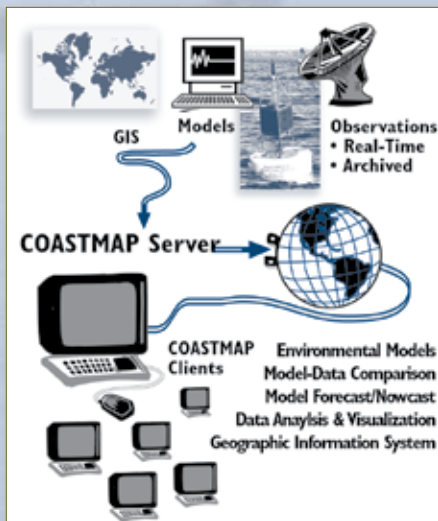 GIS
Models
Observations
• Real-Time
• Archived
COASTMAP Server
COASTMAP
Clients
Environmental Models
Model-Data Comparison
Model Forecast/Nowcast
Data Anaylsis & Visualization
Geographic Information System